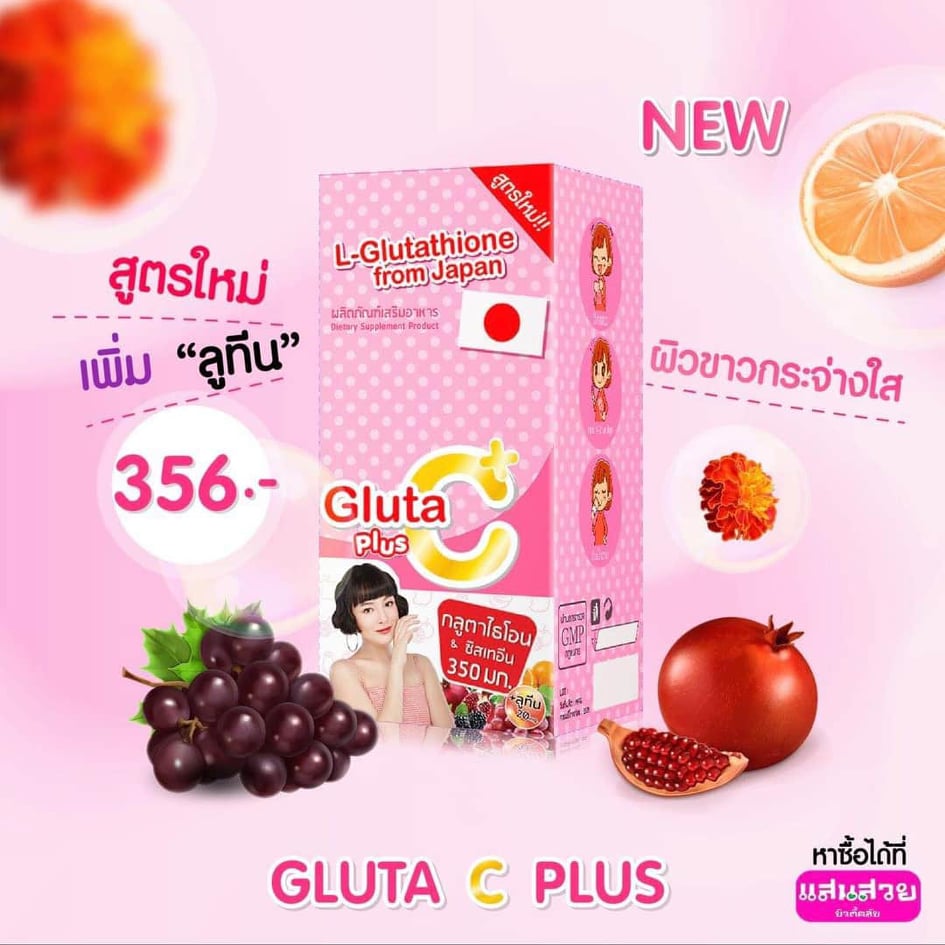 NEW
สูตรใหม่
เพิ่ม “ลูทีน”
356.-
สูตรใหม่!!
L-Glutathione
from Japan
ผลิตภัณฑ์เสริมอาหาร
Dietary Supplement Product
Gluta C+
Plus
กลูตาไธโอน
& ซิสเทอีน
350 มก.
+ลูทีน
20
GMP
ผิวขาวกระจ่างใส
GLUTA C PLUS
หาซื้อได้ที่
แสนสวย